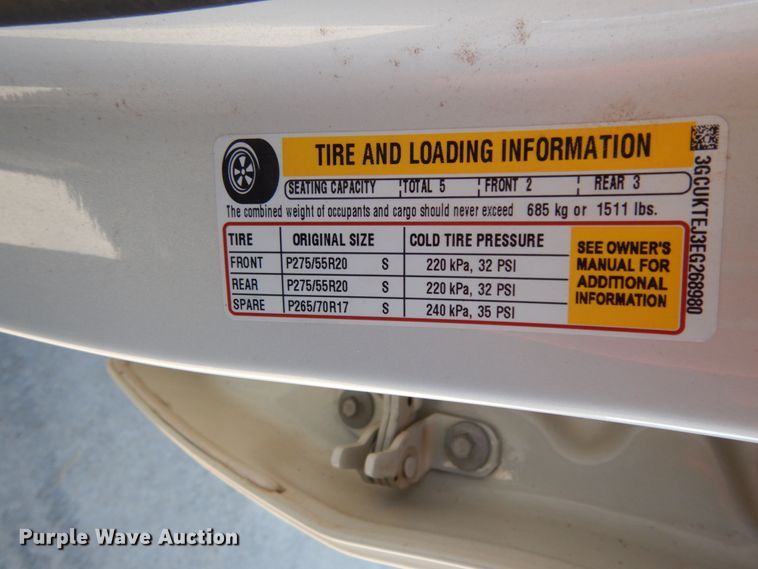 TIRE AND LOADING INFORMATION
SEATING CAPACITY TOTAL 5 FRONT 2 REAR 3
The combined weight of occupants and cargo should never exceed 685 kg or 1511 lbs.
TIRE ORIGINAL SIZE COLD TIRE PRESSURE
FRONT P275/55R20 S 220 kPa, 32 PSI
REAR P275/55R20 S 220 kPa, 32 PSI
SPARE P265/70R17 S 240 kPa, 35 PSI
SEE OWNER'S
MANUAL FOR
ADDITIONAL
INFORMATION
3GCUKTEJ3EG268980
Purple Wave Auction